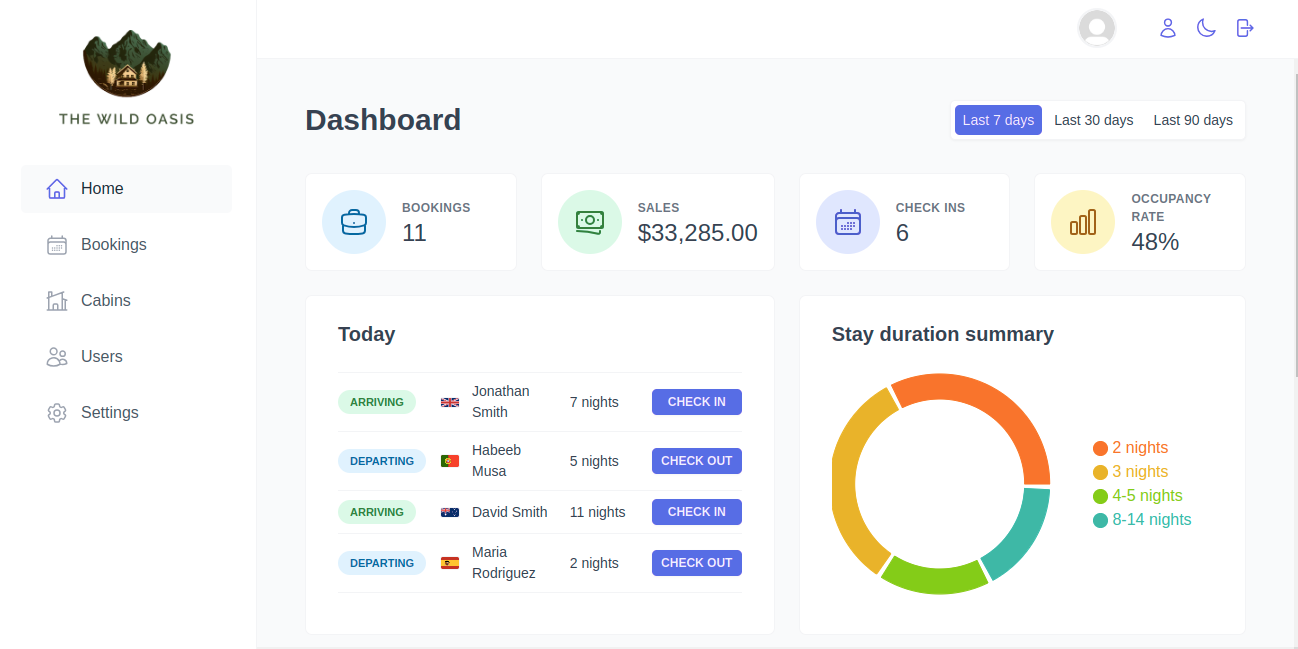 THE WILD OASIS
Home
Bookings
Cabins
Users
Settings
Dashboard
Last 7 days
Last 30 days
Last 90 days
BOOKINGS
11
SALES
$33,285.00
CHECK INS
6
OCCUPANCY
RATE
48%
Today
ARRIVING
Jonathan
Smith
7 nights
CHECK IN
DEPARTING
Habeeb
Musa
5 nights
CHECK OUT
ARRIVING
David Smith
11 nights
CHECK IN
DEPARTING
Maria
Rodriguez
2 nights
CHECK OUT
Stay duration summary
2 nights
3 nights
4-5 nights
8-14 nights